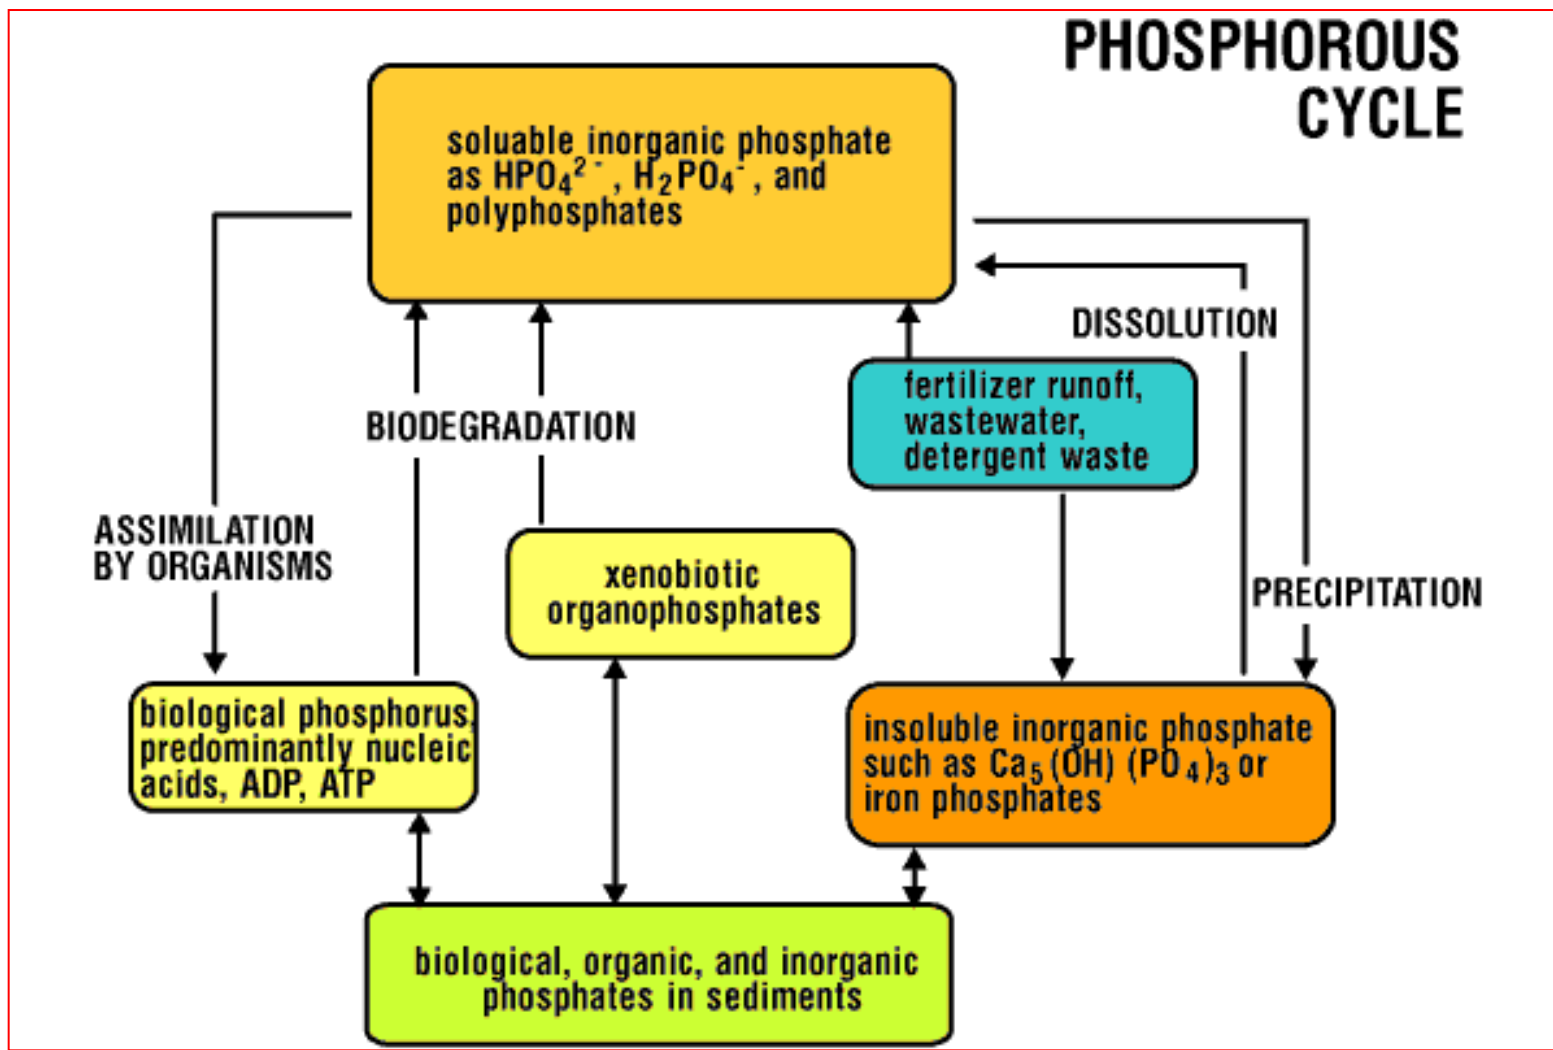 PHOSPHOROUS
CYCLE
soluable inorganic phosphate
as HPO₄²⁻, H₂PO₄⁻, and
polyphosphates
DISSOLUTION
fertilizer runoff,
wastewater,
detergent waste
BIODEGRADATION
ASSIMILATION
BY ORGANISMS
xenobiotic
organophosphates
PRECIPITATION
biological phosphorus,
predominantly nucleic
acids, ADP, ATP
insoluble inorganic phosphate
such as Ca₅(OH) (PO₄)₃ or
iron phosphates
biological, organic, and inorganic
phosphates in sediments